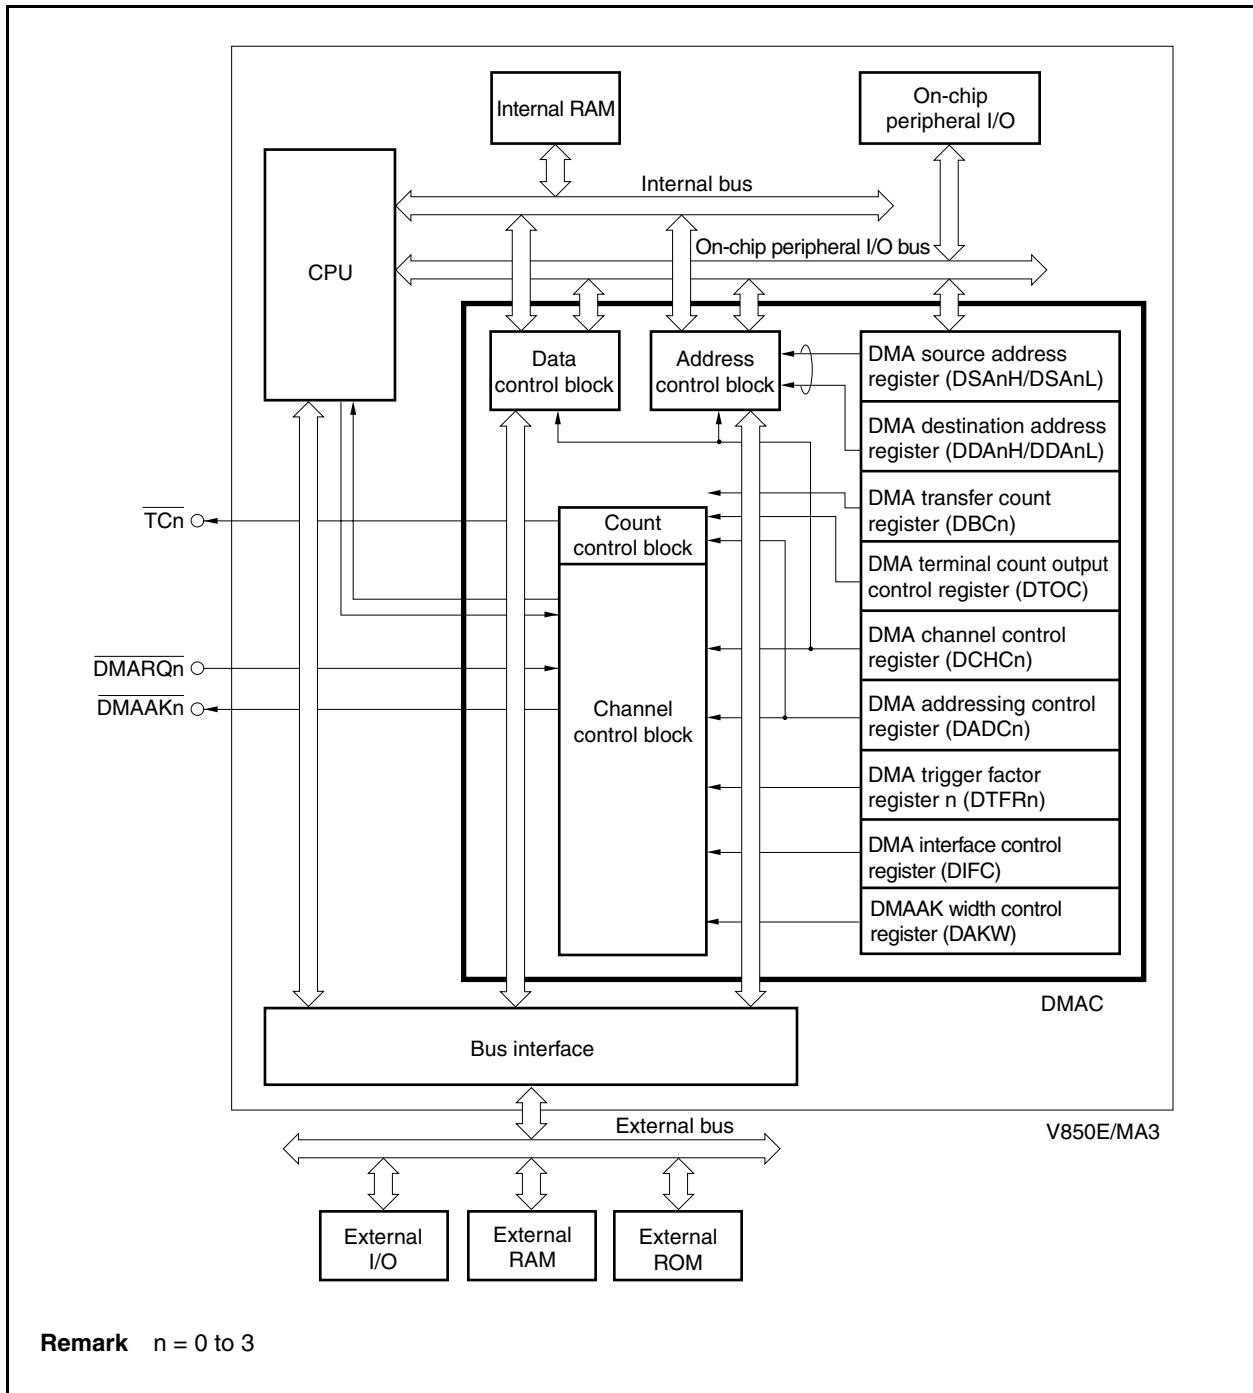 Internal RAM
On-chip
peripheral I/O
Internal bus
On-chip peripheral I/O bus
CPU
Data
control block
Address
control block
DMA source address
register (DSAnH/DSAnL)
DMA destination address
register (DDAnH/DDAnL)
DMA transfer count
register (DBCn)
TCn
Count
control block
DMA terminal count output
control register (DTOC)
DMA channel control
register (DCHCn)
DMARQn
DMAAKn
Channel
control block
DMA addressing control
register (DADCn)
DMA trigger factor
register n (DTFRn)
DMA interface control
register (DIFC)
DMAAK width control
register (DAKW)
DMAC
Bus interface
External bus
V850E/MA3
External
I/O
External
RAM
External
ROM
Remark n = 0 to 3